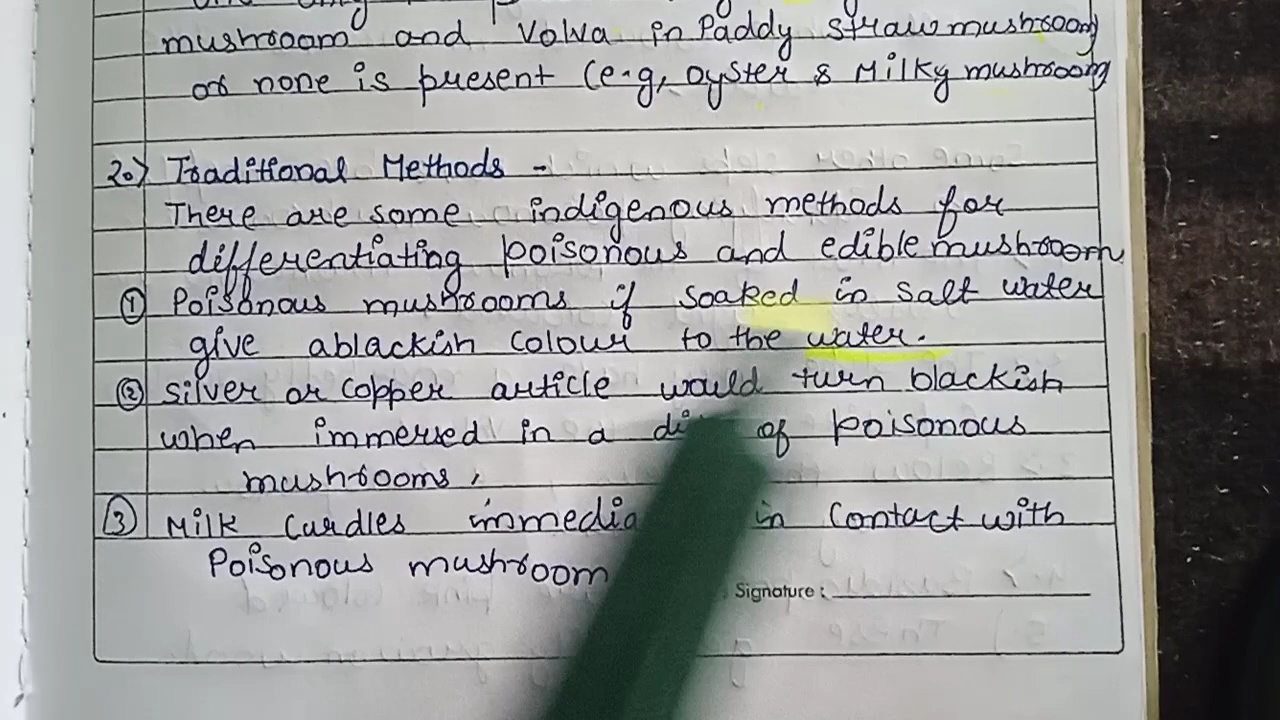 mushroom and Volva in Paddy straw mushroom
or none is present (e.g, oyster & Milky mushroom
2.) Traditional Methods -
There are some indigenous methods for
differentiating poisonous and edible mushroom
① Poisonous mushrooms if soaked in salt water
give a blackish colour to the water.
② Silver or copper article would turn blackish
when immersed in a of poisonous
mushrooms,
③ Milk curdles in contact with
Poisonous mushroom
Signature :